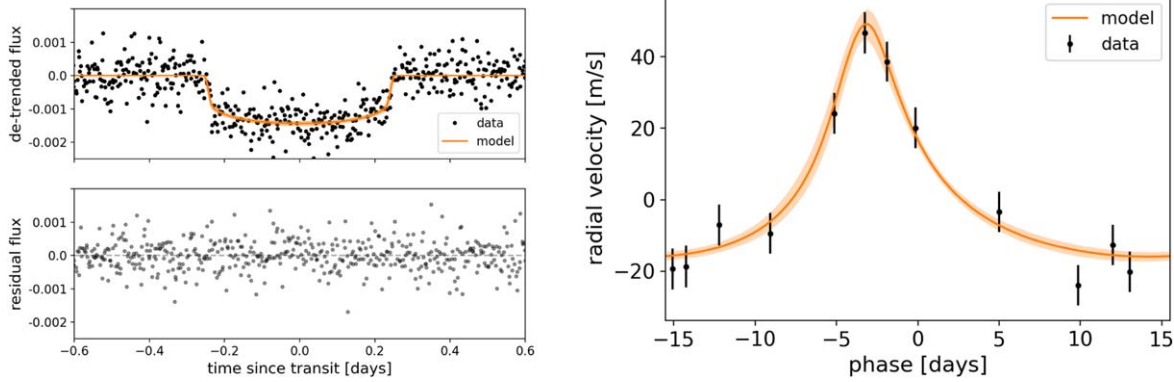 de-trended flux
0.001
0.0
-0.001
-0.002
data
model
residual flux
0.001
0.0
-0.001
-0.002
−0.6 −0.4 −0.2 0.0 0.2 0.4 0.6
time since transit [days]
radial velocity [m/s]
40
20
0
−20
model
data
−15 −10 −5 0 5 10 15
phase [days]